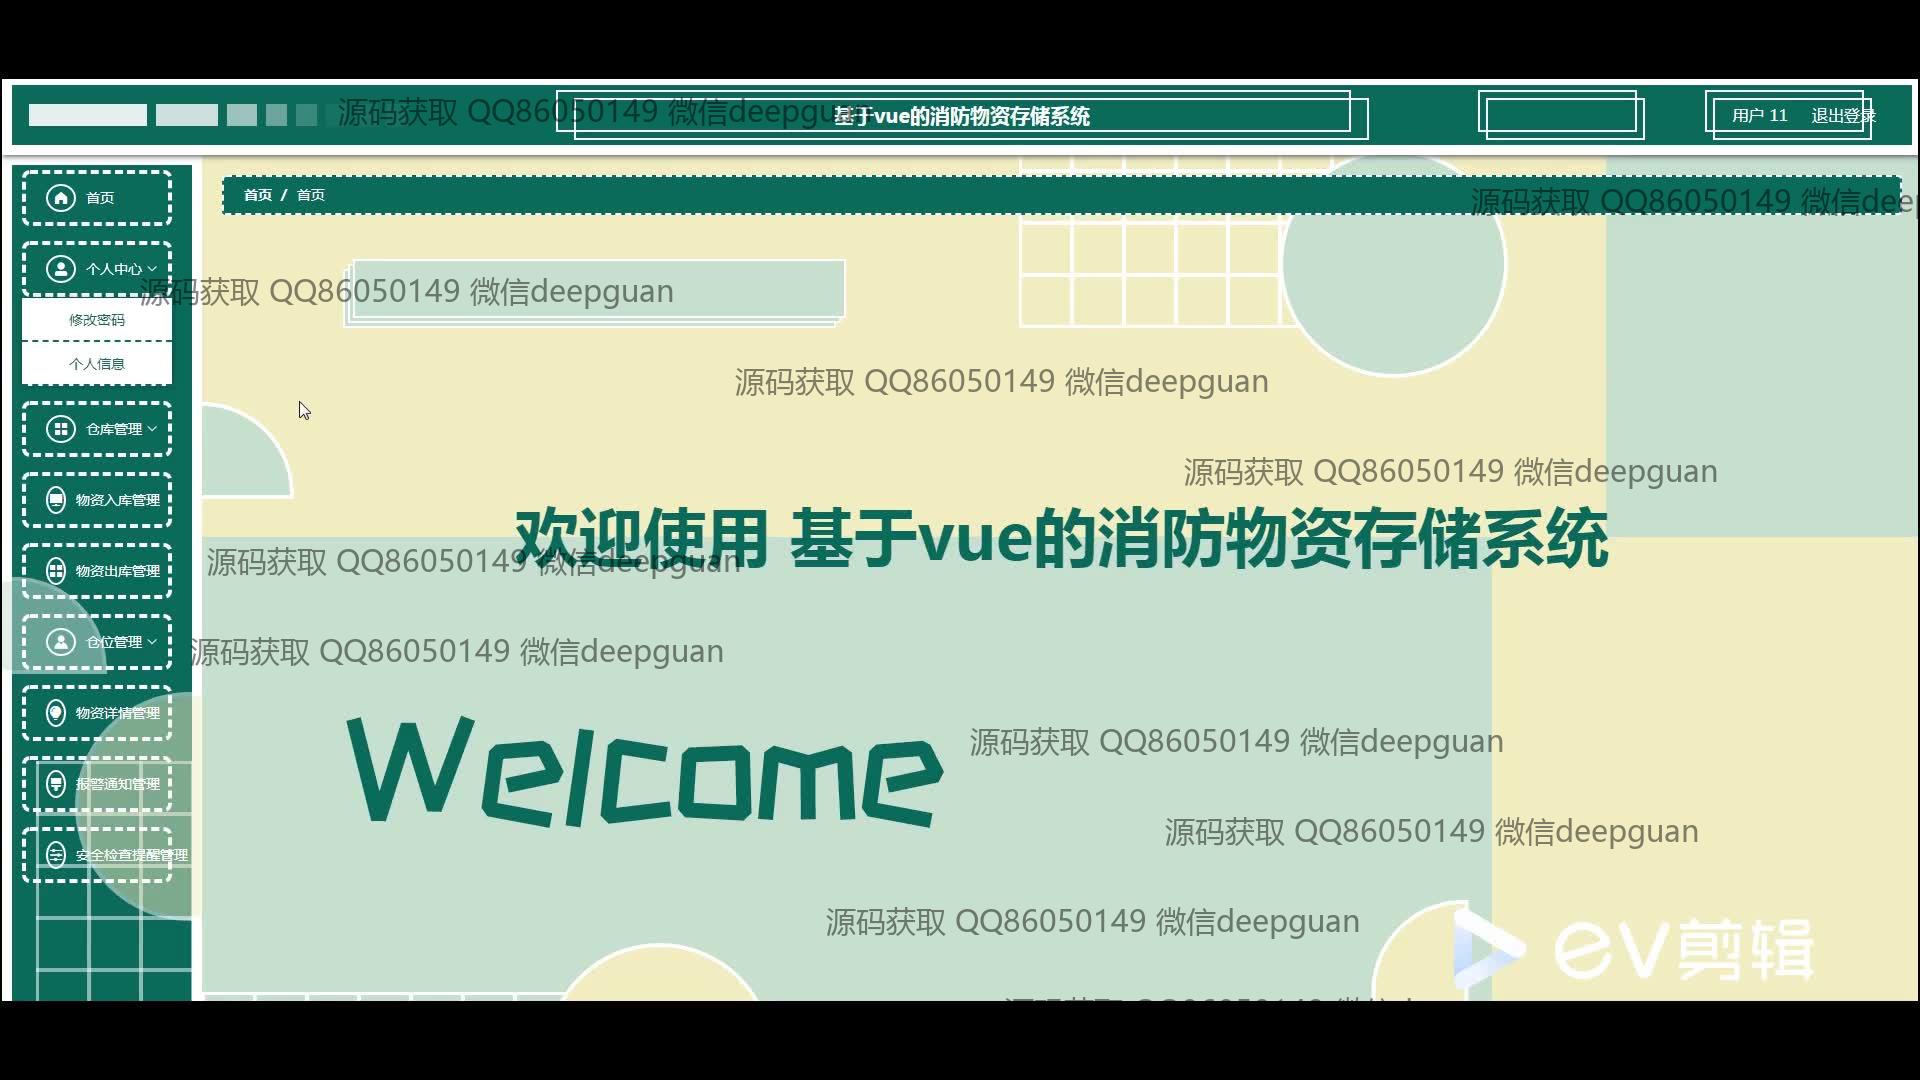 源码获取 QQ86050149 微信deepguan
基于vue的消防物资存储系统
用户 11
退出登录
首页 / 首页
源码获取 QQ86050149 微信deep
首页
个人中心
源码获取 QQ86050149 微信deepguan
修改密码
个人信息
源码获取 QQ86050149 微信deepguan
仓库管理
源码获取 QQ86050149 微信deepguan
物资入库管理
欢迎使用 基于vue的消防物资存储系统
源码获取 QQ86050149 微信deepguan
物资出库管理
仓位管理
源码获取 QQ86050149 微信deepguan
物资详情管理
Welcome
源码获取 QQ86050149 微信deepguan
报警通知管理
源码获取 QQ86050149 微信deepguan
安全检查提醒管理
源码获取 QQ86050149 微信deepguan
ev剪辑